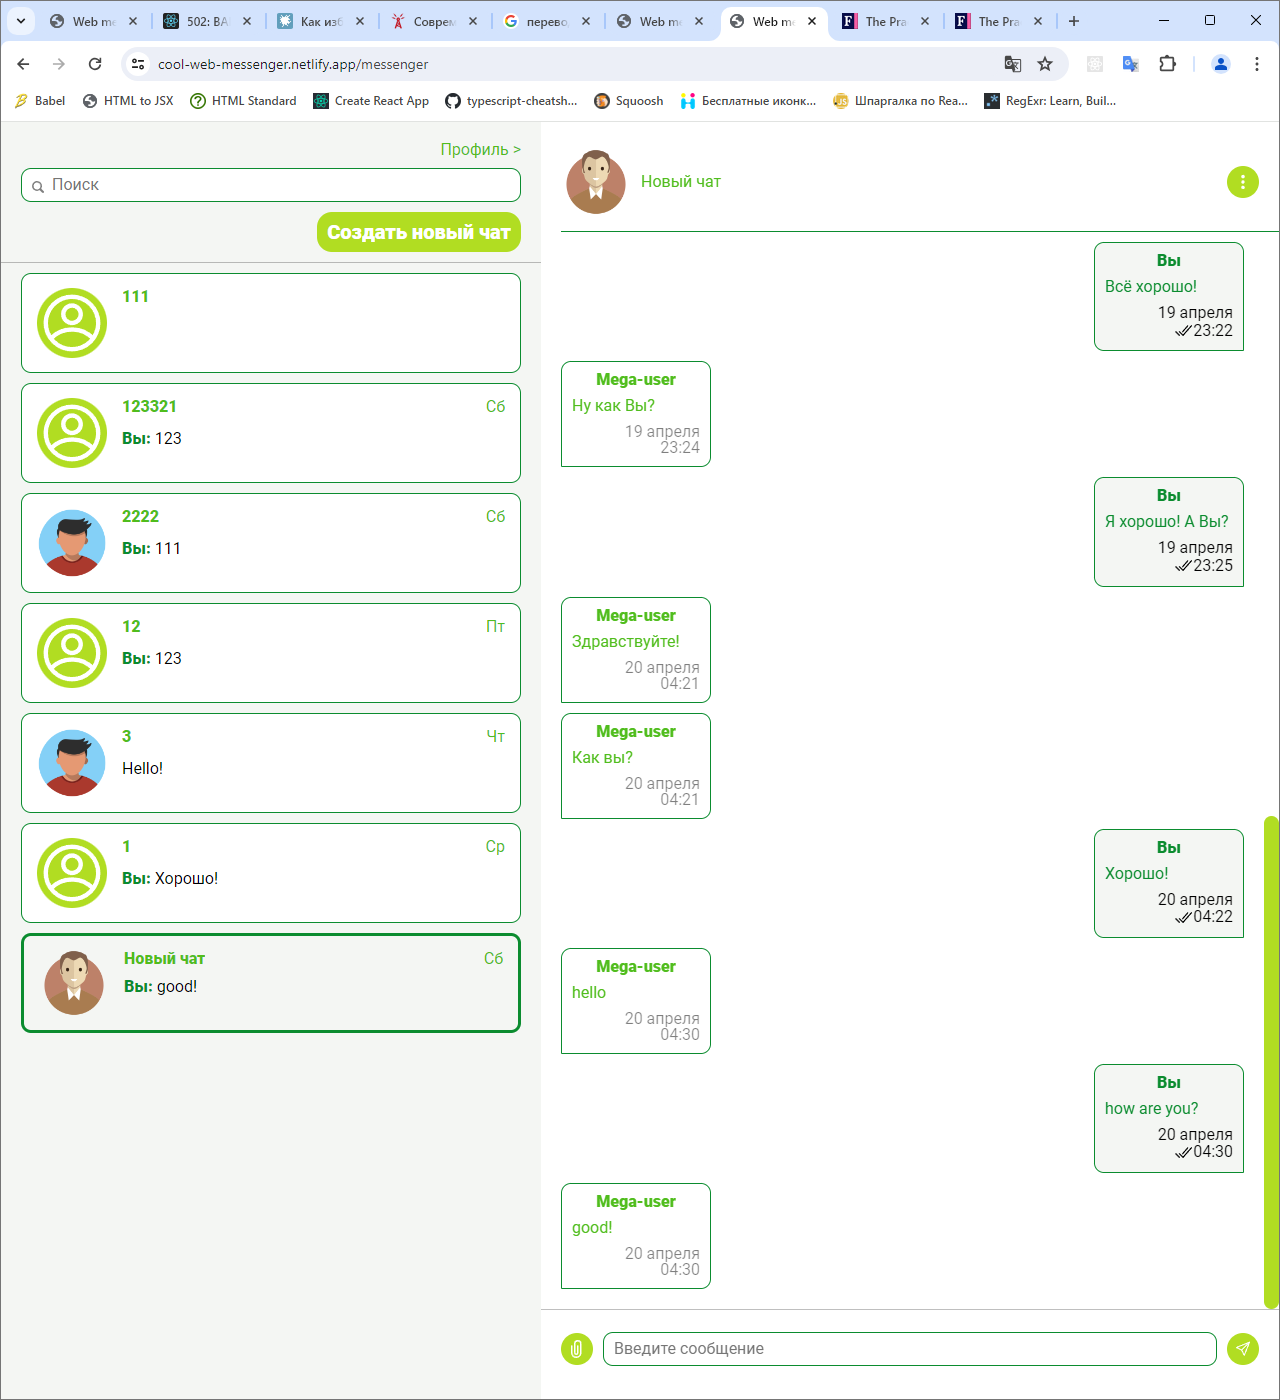 Web me
502: BA
Как изб
Соврем
перево
Web me
Web me
The Pra
The Pra
cool-web-messenger.netlify.app/messenger
Babel
HTML to JSX
HTML Standard
Create React App
typescript-cheatsh...
Squoosh
Бесплатные иконк...
Шпаргалка по Rea...
RegExr: Learn, Buil...
Профиль >
Поиск
Создать новый чат
111
123321
Сб
Вы: 123
2222
Сб
Вы: 111
12
Пт
Вы: 123
3
Чт
Hello!
1
Ср
Вы: Хорошо!
Новый чат
Сб
Вы: good!
Новый чат
Вы
Всё хорошо!
19 апреля
23:22
Mega-user
Ну как Вы?
19 апреля
23:24
Вы
Я хорошо! А Вы?
19 апреля
23:25
Mega-user
Здравствуйте!
20 апреля
04:21
Mega-user
Как вы?
20 апреля
04:21
Вы
Хорошо!
20 апреля
04:22
Mega-user
hello
20 апреля
04:30
Вы
how are you?
20 апреля
04:30
Mega-user
good!
20 апреля
04:30
Введите сообщение